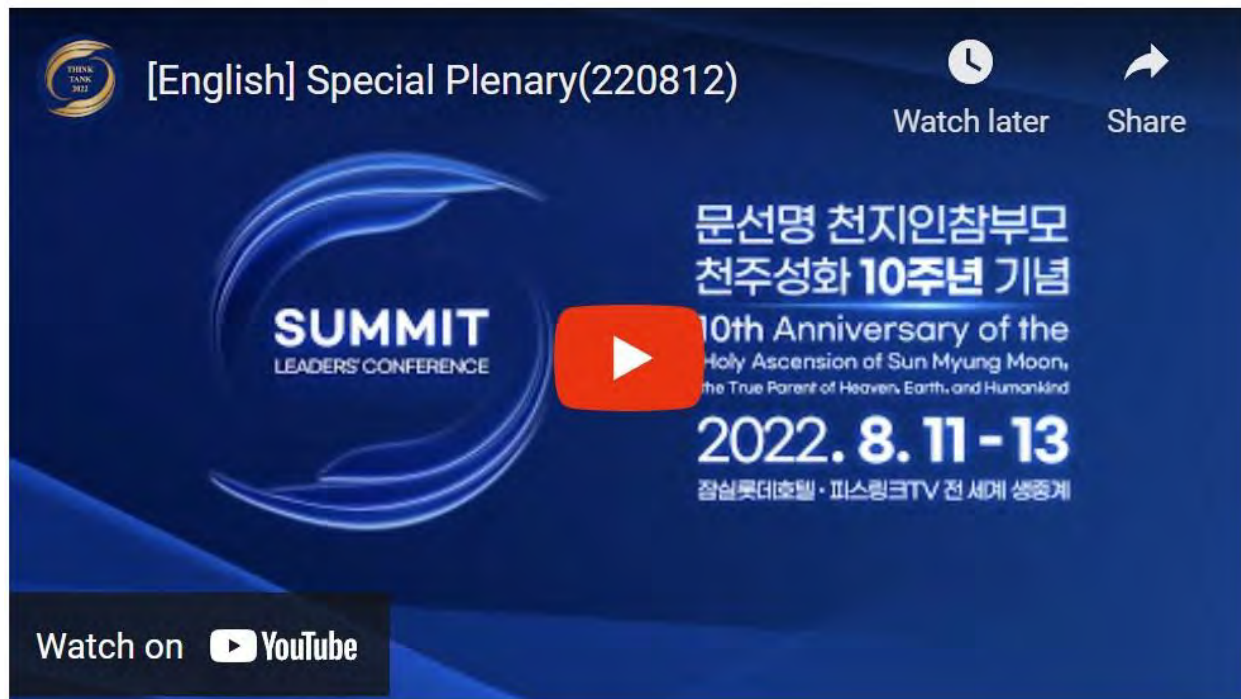 THINK
TANK
2022
[English] Special Plenary(220812)
Watch later
Share
SUMMIT
LEADERS' CONFERENCE
문선명 천지인참부모
천주성화 10주년 기념
10th Anniversary of the
Holy Ascension of Sun Myung Moon,
the True Parent of Heaven, Earth, and Humankind
2022. 8. 11 - 13
잠실롯데호텔 · 피스링크TV 전 세계 생중계
Watch on YouTube